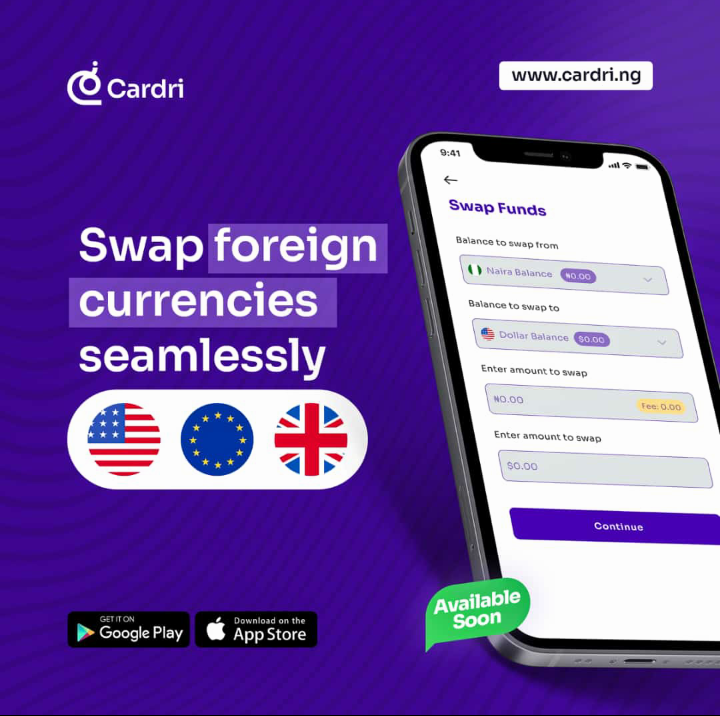 Cardri
www.cardri.ng
Swap foreign
currencies
seamlessly
9:41
Swap Funds
Balance to swap from
Naira Balance ₦0.00
Balance to swap to
Dollar Balance $0.00
Enter amount to swap
₦0.00 Fee: 0.00
Enter amount to swap
$0.00
Continue
Available
Soon
GET IT ON
Google Play
Download on the
App Store